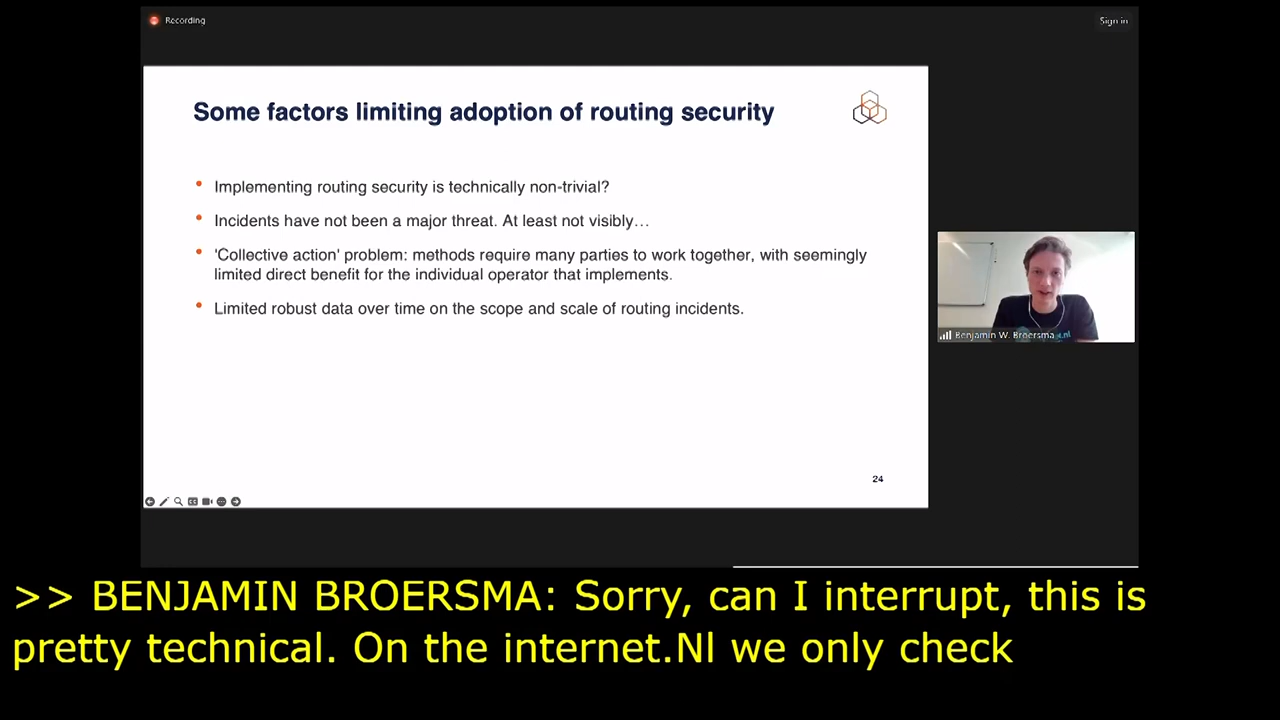 Recording
Sign in
Some factors limiting adoption of routing security
Implementing routing security is technically non-trivial?
Incidents have not been a major threat. At least not visibly…
'Collective action' problem: methods require many parties to work together, with seemingly
limited direct benefit for the individual operator that implements.
Limited robust data over time on the scope and scale of routing incidents.
24
Benjamin W. Broersma
>> BENJAMIN BROERSMA: Sorry, can I interrupt, this is
pretty technical. On the internet.Nl we only check